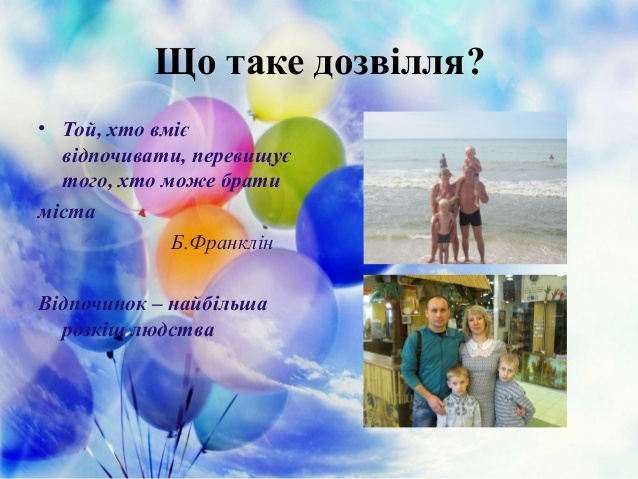 Що таке дозвілля?
• Той, хто вміє
відпочивати, перевищує
того, хто може брати
міста
Б.Франклін
Відпочинок – найбільша
розкіш людства